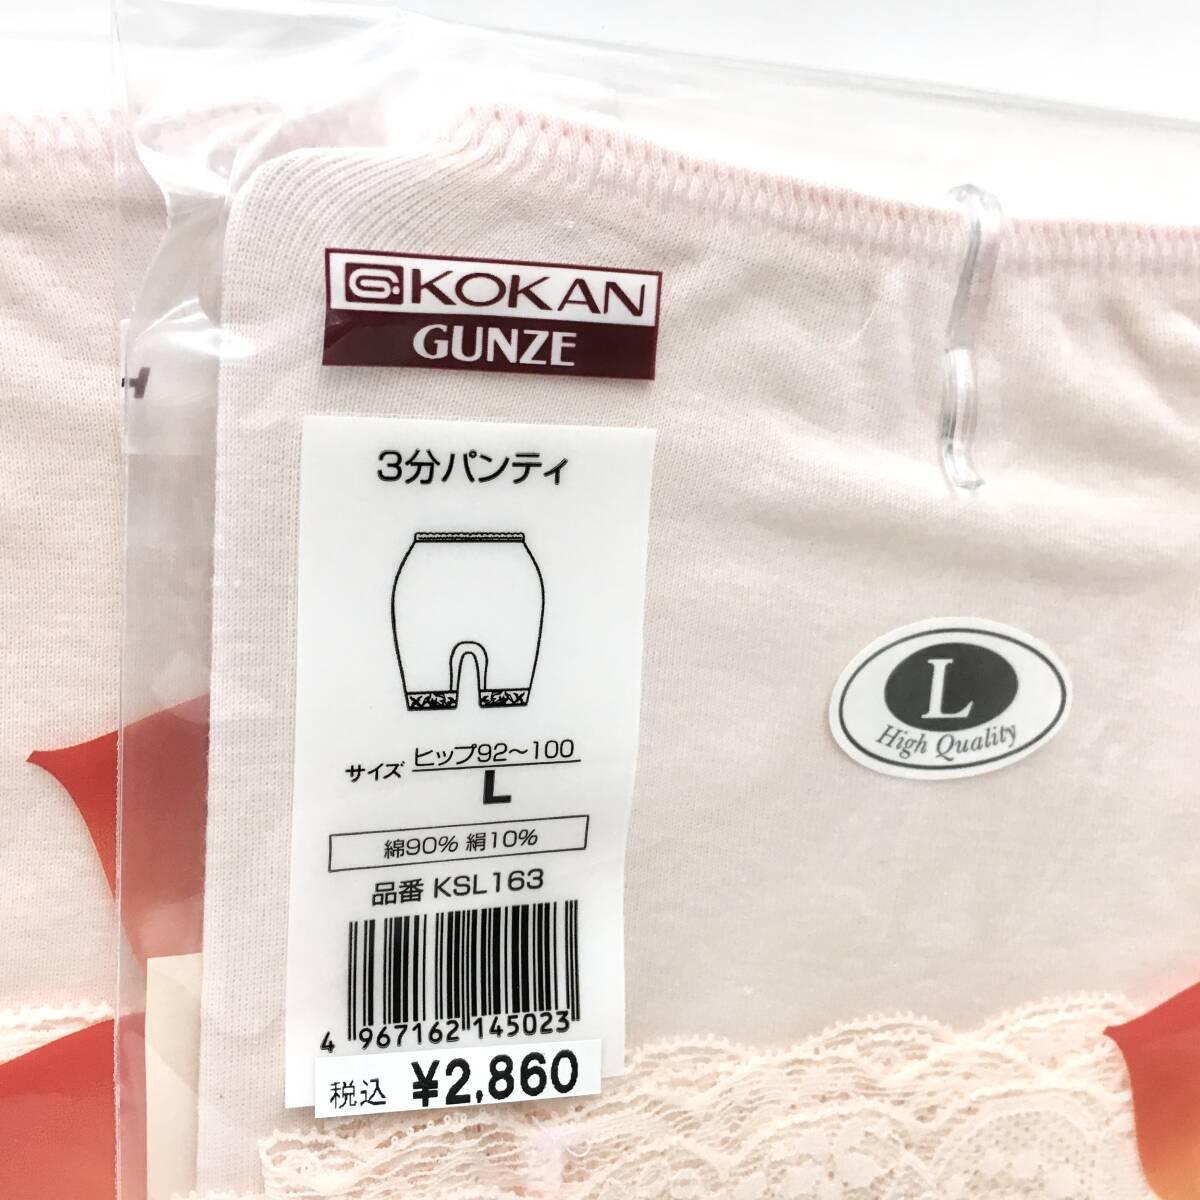 KOKAN
GUNZE
3分パンティ
サイズ ヒップ92～100
L
綿90% 絹10%
品番 KSL163
4 967162 145023
税込 ¥2,860
L
High Quality